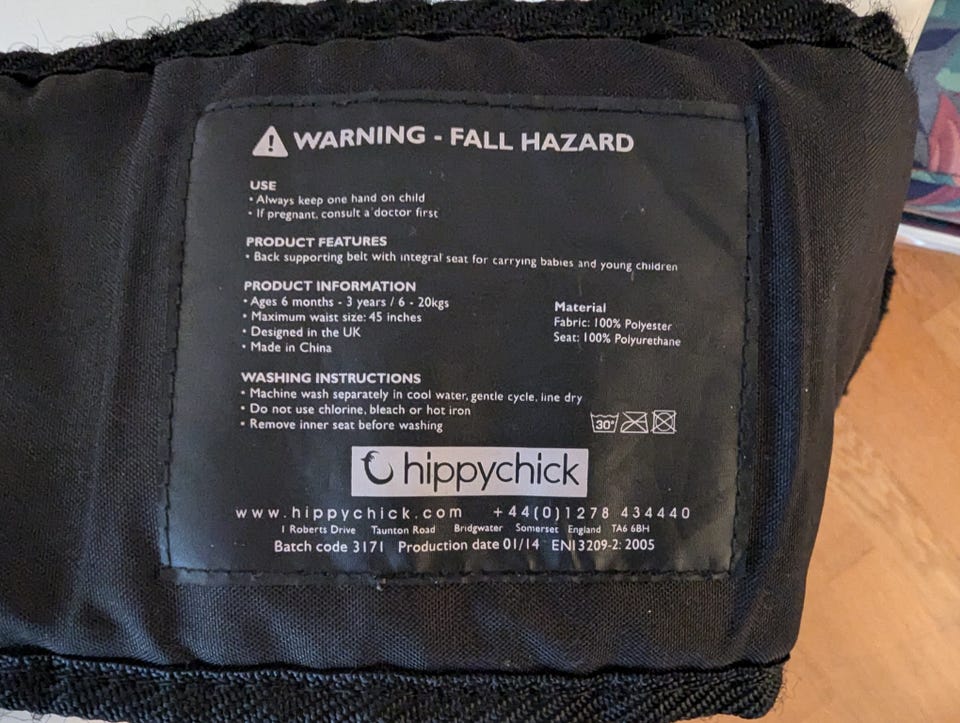 WARNING - FALL HAZARD
USE
• Always keep one hand on child
• If pregnant, consult a doctor first
PRODUCT FEATURES
• Back supporting belt with integral seat for carrying babies and young children
PRODUCT INFORMATION
• Ages 6 months - 3 years / 6 - 20kgs
• Maximum waist size: 45 inches
• Designed in the UK
• Made in China
Material
Fabric: 100% Polyester
Seat: 100% Polyurethane
WASHING INSTRUCTIONS
• Machine wash separately in cool water, gentle cycle, line dry
• Do not use chlorine, bleach or hot iron
• Remove inner seat before washing
30°
hippychick
www.hippychick.com +44(0)1278 434440
1 Roberts Drive Taunton Road Bridgwater Somerset England TA6 6BH
Batch code 3171 Production date 01/14 EN13209-2: 2005